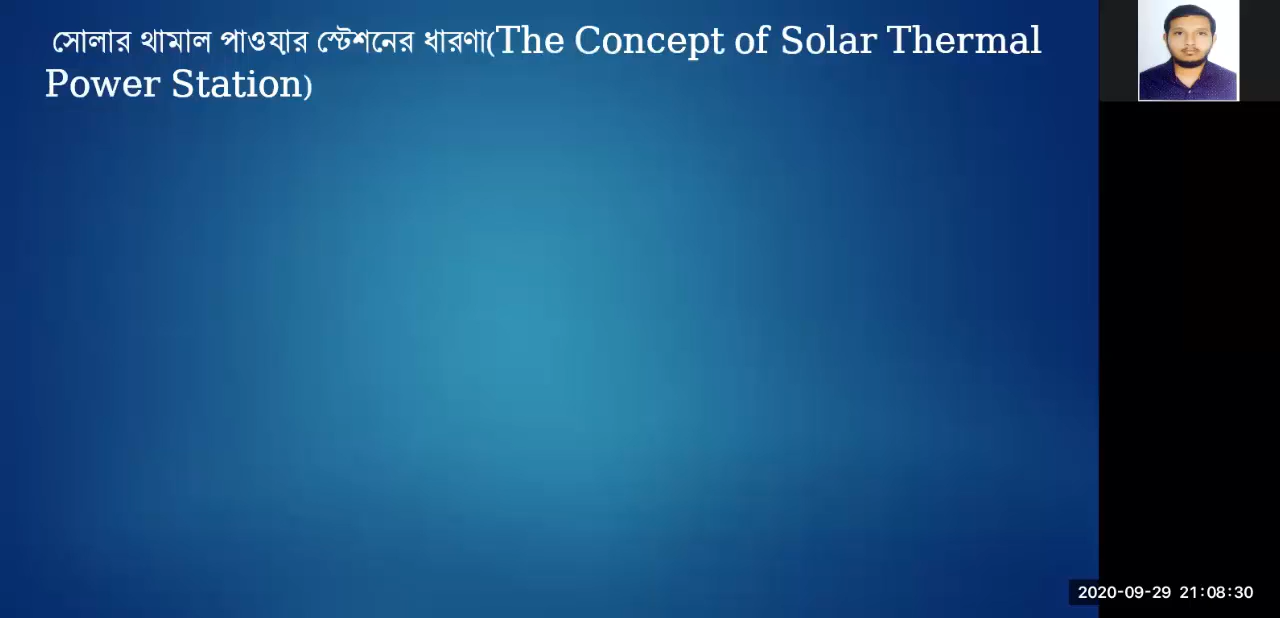 সোলার থামাল পাওয়ার স্টেশনের ধারণা(The Concept of Solar Thermal
Power Station)
2020-09-29 21:08:30